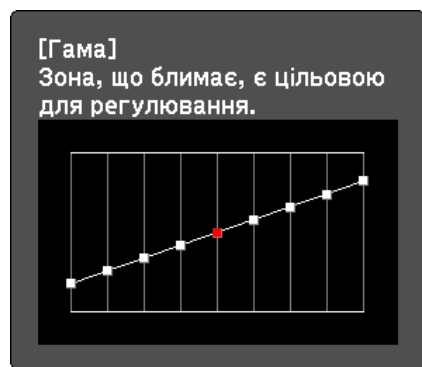 [Гама]
Зона, що блимає, є цільовою
для регулювання.